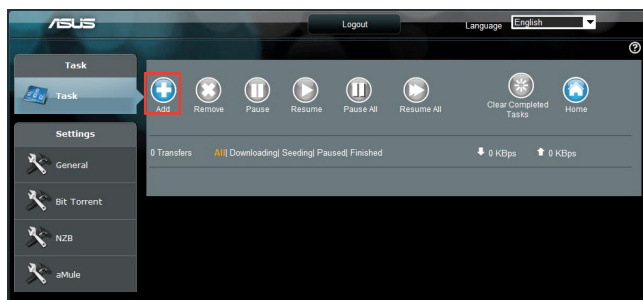 ASUS Logout Language English
?
Task
Task
Add Remove Pause Resume Pause All Resume All Clear Completed Tasks Home
Settings
0 Transfers All| Downloading| Seeding| Paused| Finished 0 KBps 0 KBps
General
Bit Torrent
NZB
aMule